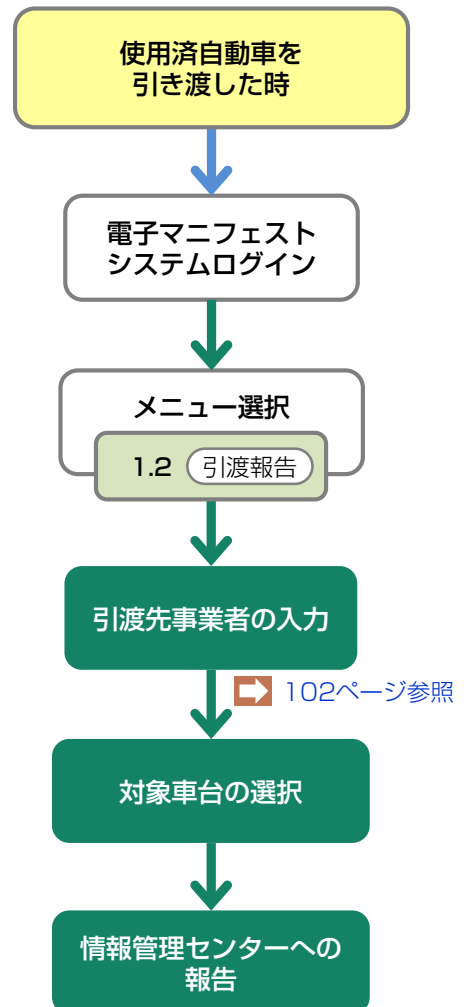 使用済自動車を
引き渡した時
電子マニフェスト
システムログイン
メニュー選択
1.2 引渡報告
引渡先事業者の入力
102ページ参照
対象車台の選択
情報管理センターへの
報告